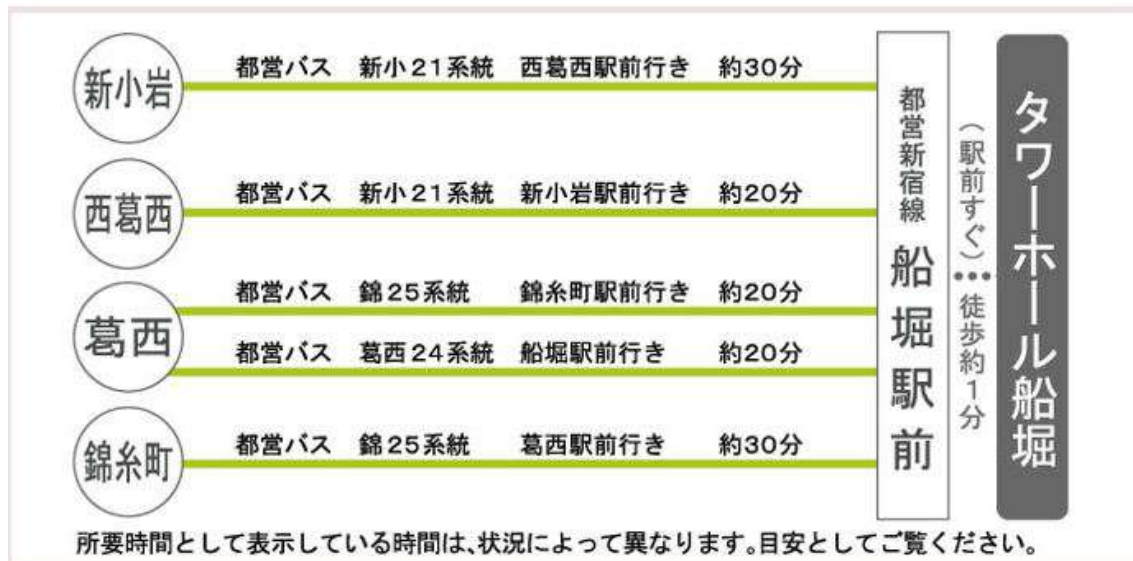 新小岩
都営バス 新小21系統 西葛西駅前行き 約30分
西葛西
都営バス 新小21系統 新小岩駅前行き 約20分
葛西
都営バス 錦25系統 錦糸町駅前行き 約20分
都営バス 葛西24系統 船堀駅前行き 約20分
錦糸町
都営バス 錦25系統 葛西駅前行き 約30分
都営新宿線 船堀駅前
(駅前すぐ)…徒歩約1分
タワーホール船堀
所要時間として表示している時間は、状況によって異なります。目安としてご覧ください。